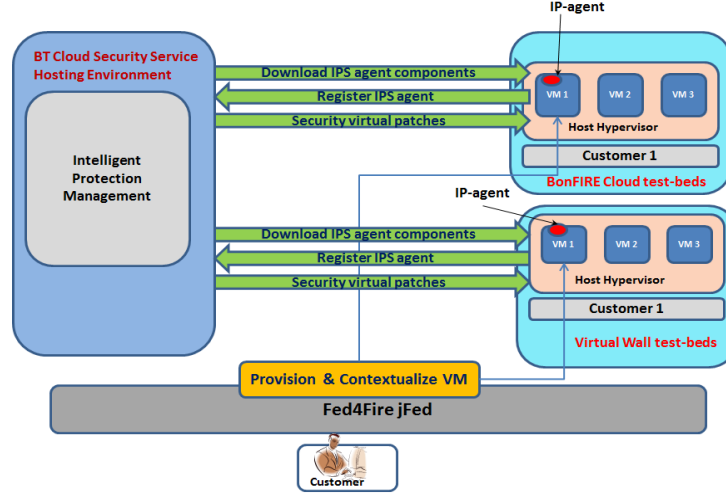 IP-agent
BT Cloud Security Service
Hosting Environment
Download IPS agent components
Register IPS agent
Security virtual patches
VM 1
VM 2
VM 3
Host Hypervisor
Customer 1
BonFIRE Cloud test-beds
Intelligent
Protection
Management
IP-agent
Download IPS agent components
Register IPS agent
Security virtual patches
VM 1
VM 2
VM 3
Host Hypervisor
Customer 1
Virtual Wall test-beds
Provision & Contextualize VM
Fed4Fire jFed
Customer